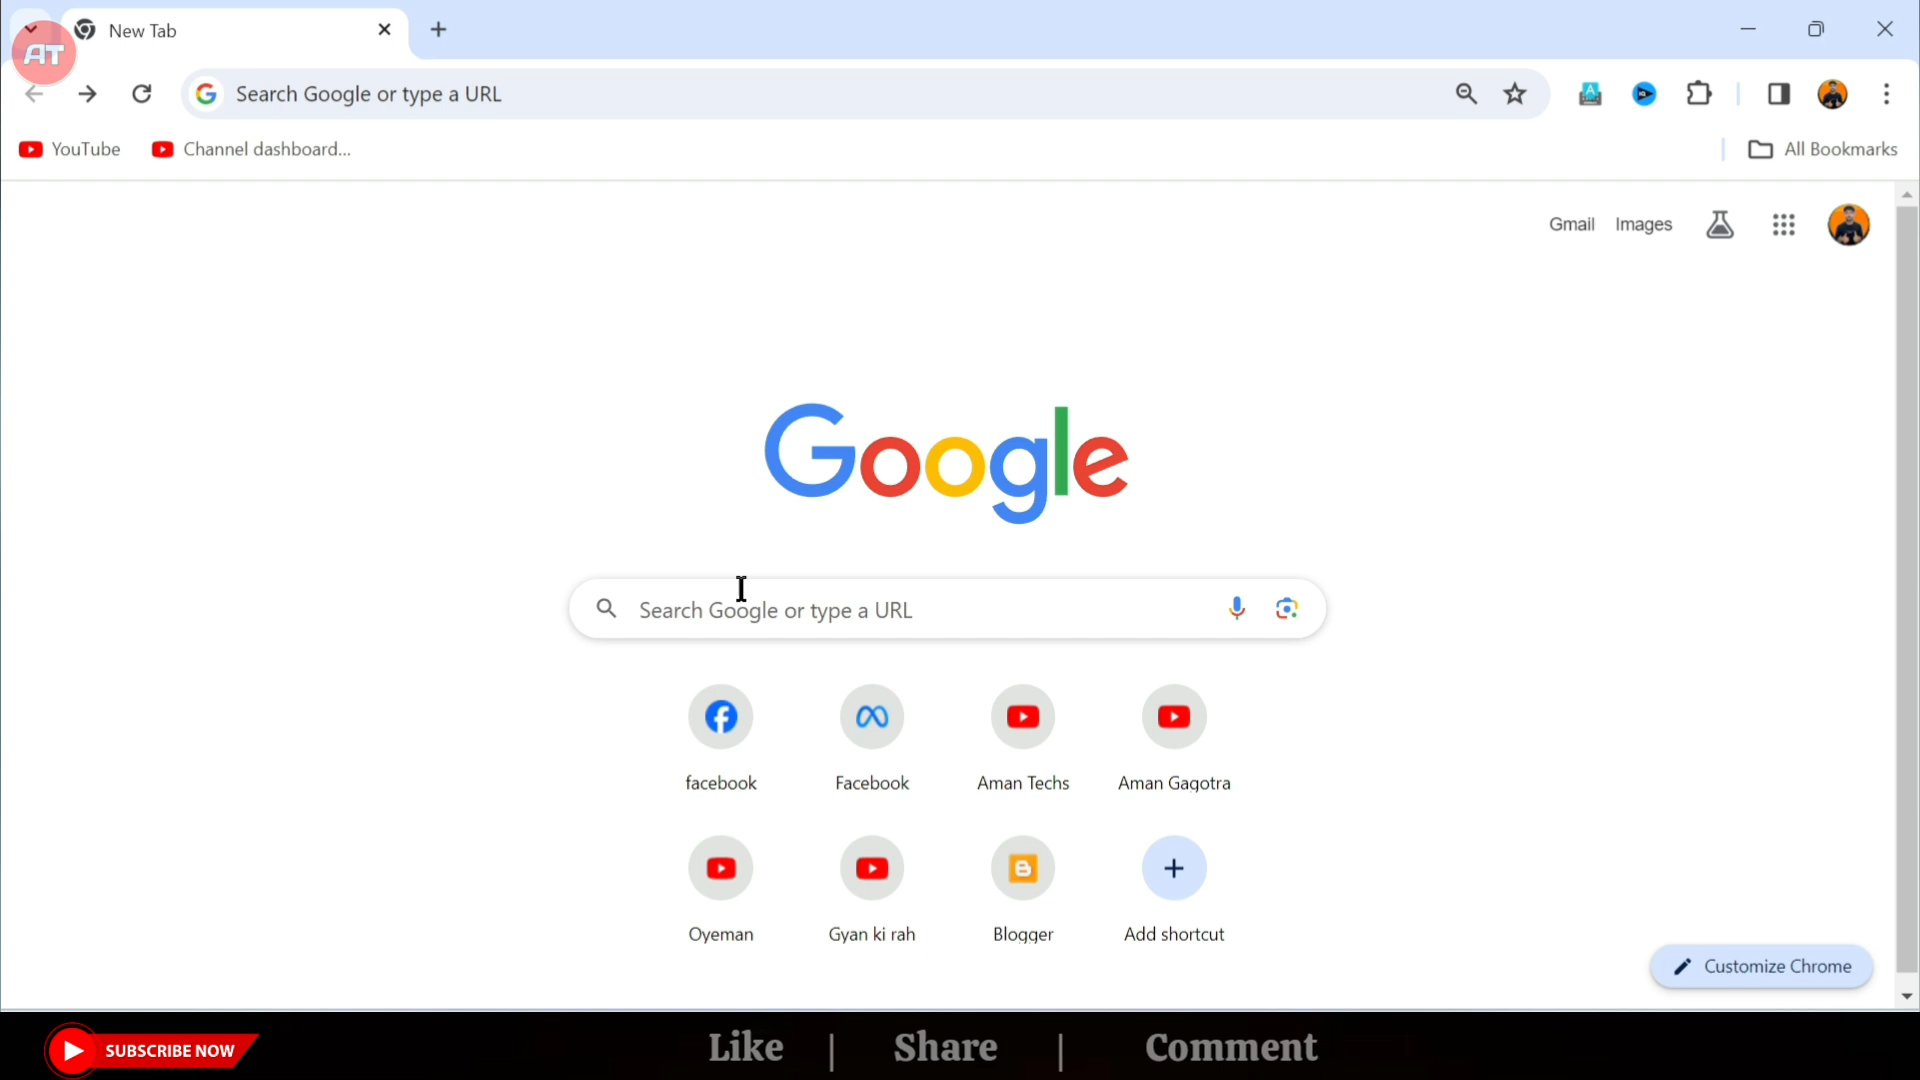 New Tab
AT
Search Google or type a URL
YouTube
Channel dashboard...
All Bookmarks
Gmail
Images
Google
Search Google or type a URL
facebook
Facebook
Aman Techs
Aman Gagotra
Oyeman
Gyan ki rah
Blogger
Add shortcut
Customize Chrome
SUBSCRIBE NOW
Like | Share | Comment